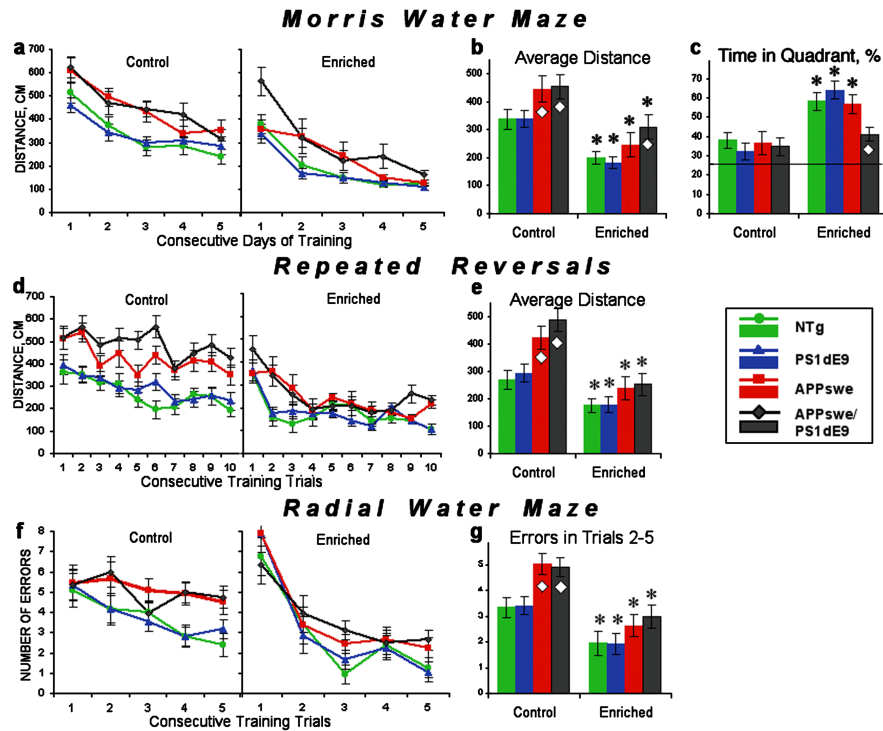 Morris Water Maze
a
Control
Enriched
DISTANCE, CM
700
600
500
400
300
200
100
0
1 2 3 4 5
1 2 3 4 5
Consecutive Days of Training
b
Average Distance
500
400
300
200
100
0
* * * *
Control Enriched
c
Time in Quadrant, %
70
60
50
40
30
20
10
0
* * *
Control Enriched
Repeated Reversals
d
Control
Enriched
DISTANCE, CM
700
600
500
400
300
200
100
0
1 2 3 4 5 6 7 8 9 10
1 2 3 4 5 6 7 8 9 10
Consecutive Training Trials
e
Average Distance
500
400
300
200
100
0
* * * *
Control Enriched
NTg
PS1dE9
APPswe
APPswe/
PS1dE9
Radial Water Maze
f
Control
Enriched
NUMBER OF ERRORS
8
7
6
5
4
3
2
1
0
1 2 3 4 5
1 2 3 4 5
Consecutive Training Trials
g
Errors in Trials 2-5
5
4
3
2
1
0
* * * *
Control Enriched